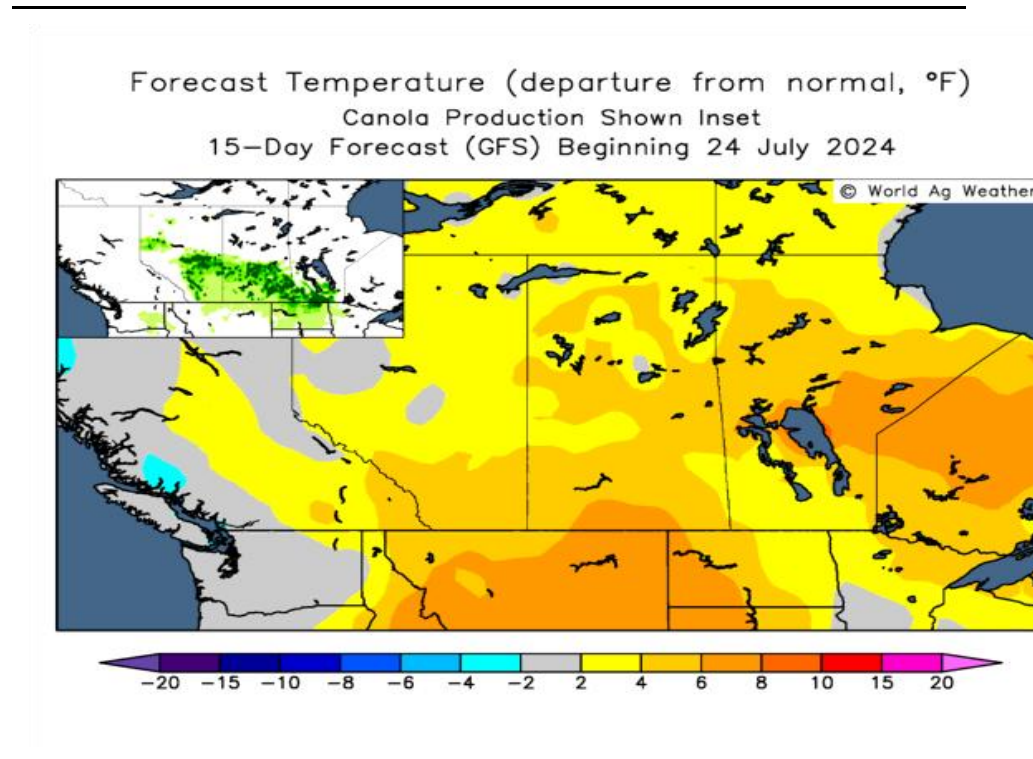 Forecast Temperature (departure from normal, °F)
Canola Production Shown Inset
15-Day Forecast (GFS) Beginning 24 July 2024
© World Ag Weather
-20 -15 -10 -8 -6 -4 -2 2 4 6 8 10 15 20